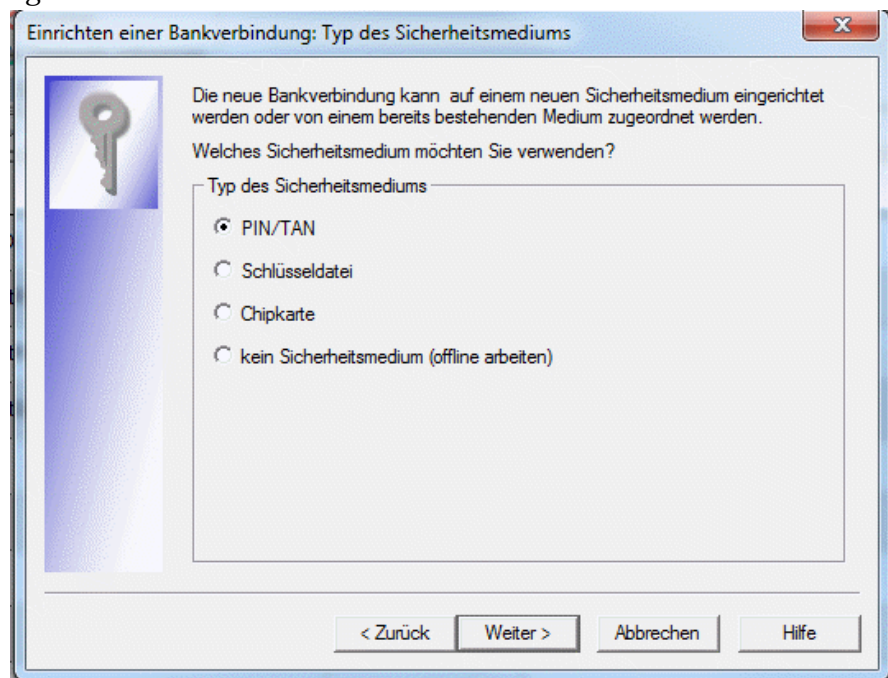 Einrichten einer Bankverbindung: Typ des Sicherheitsmediums
Die neue Bankverbindung kann auf einem neuen Sicherheitsmedium eingerichtet
werden oder von einem bereits bestehenden Medium zugeordnet werden.
Welches Sicherheitsmedium möchten Sie verwenden?
Typ des Sicherheitsmediums
PIN/TAN
Schlüsseldatei
Chipkarte
kein Sicherheitsmedium (offline arbeiten)
< Zurück Weiter > Abbrechen Hilfe